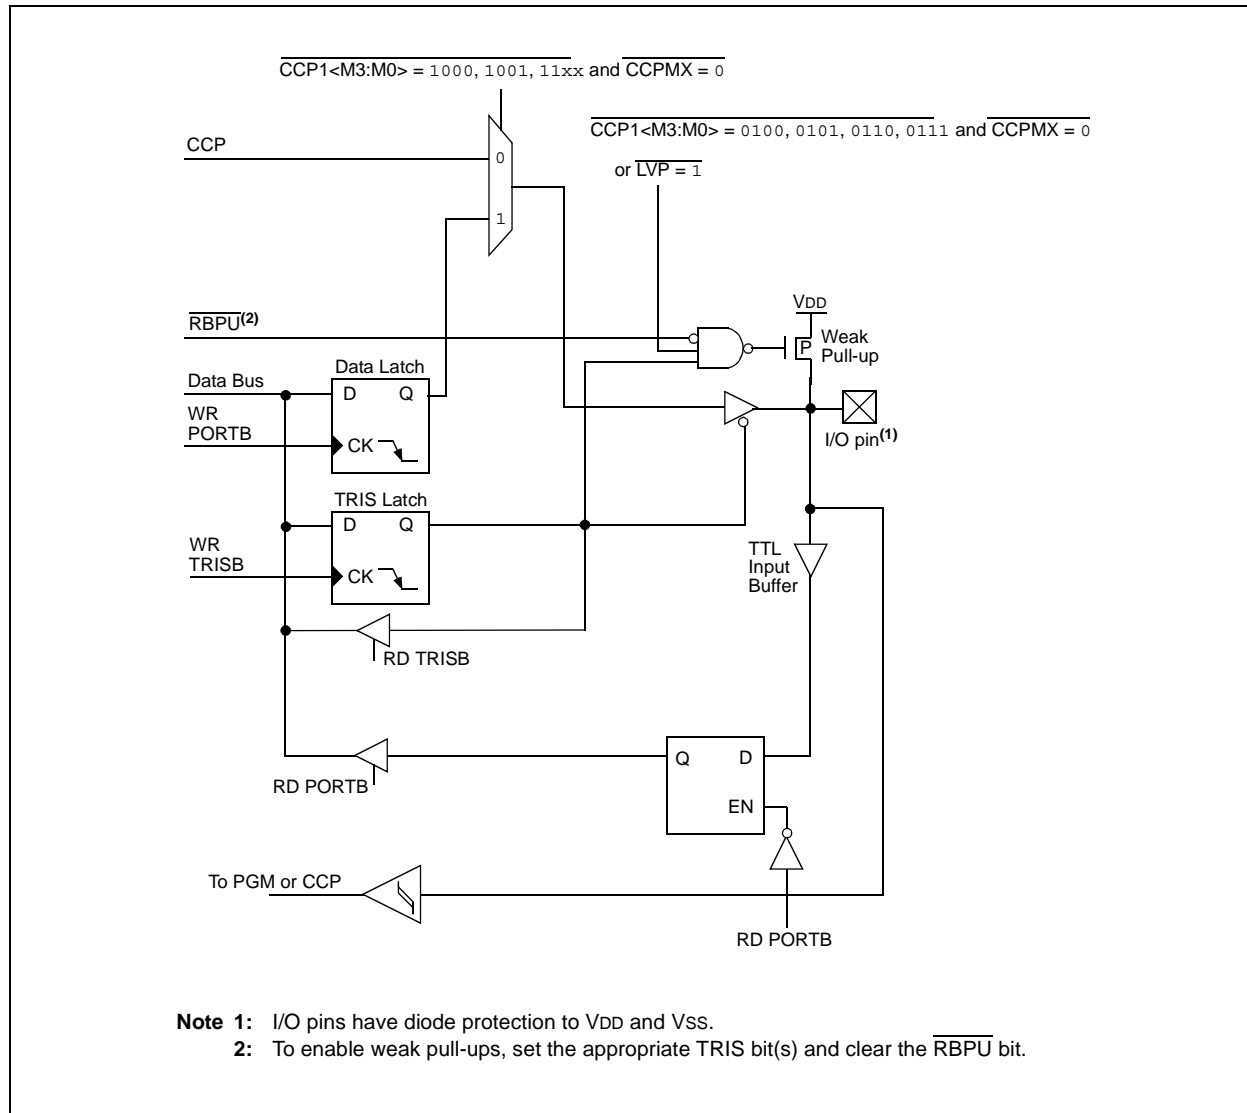 CCP1<M3:M0> = 1000, 1001, 11xx and CCPMX = 0
CCP1<M3:M0> = 0100, 0101, 0110, 0111 and CCPMX = 0
or LVP = 1
CCP
0
1
VDD
RBPU(2)
P
Weak
Pull-up
Data Latch
Data Bus
D Q
WR
PORTB
CK
I/O pin(1)
TRIS Latch
D Q
WR
TRISB
CK
TTL
Input
Buffer
RD TRISB
Q D
RD PORTB
EN
To PGM or CCP
RD PORTB
Note 1: I/O pins have diode protection to VDD and VSS.
2: To enable weak pull-ups, set the appropriate TRIS bit(s) and clear the RBPU bit.